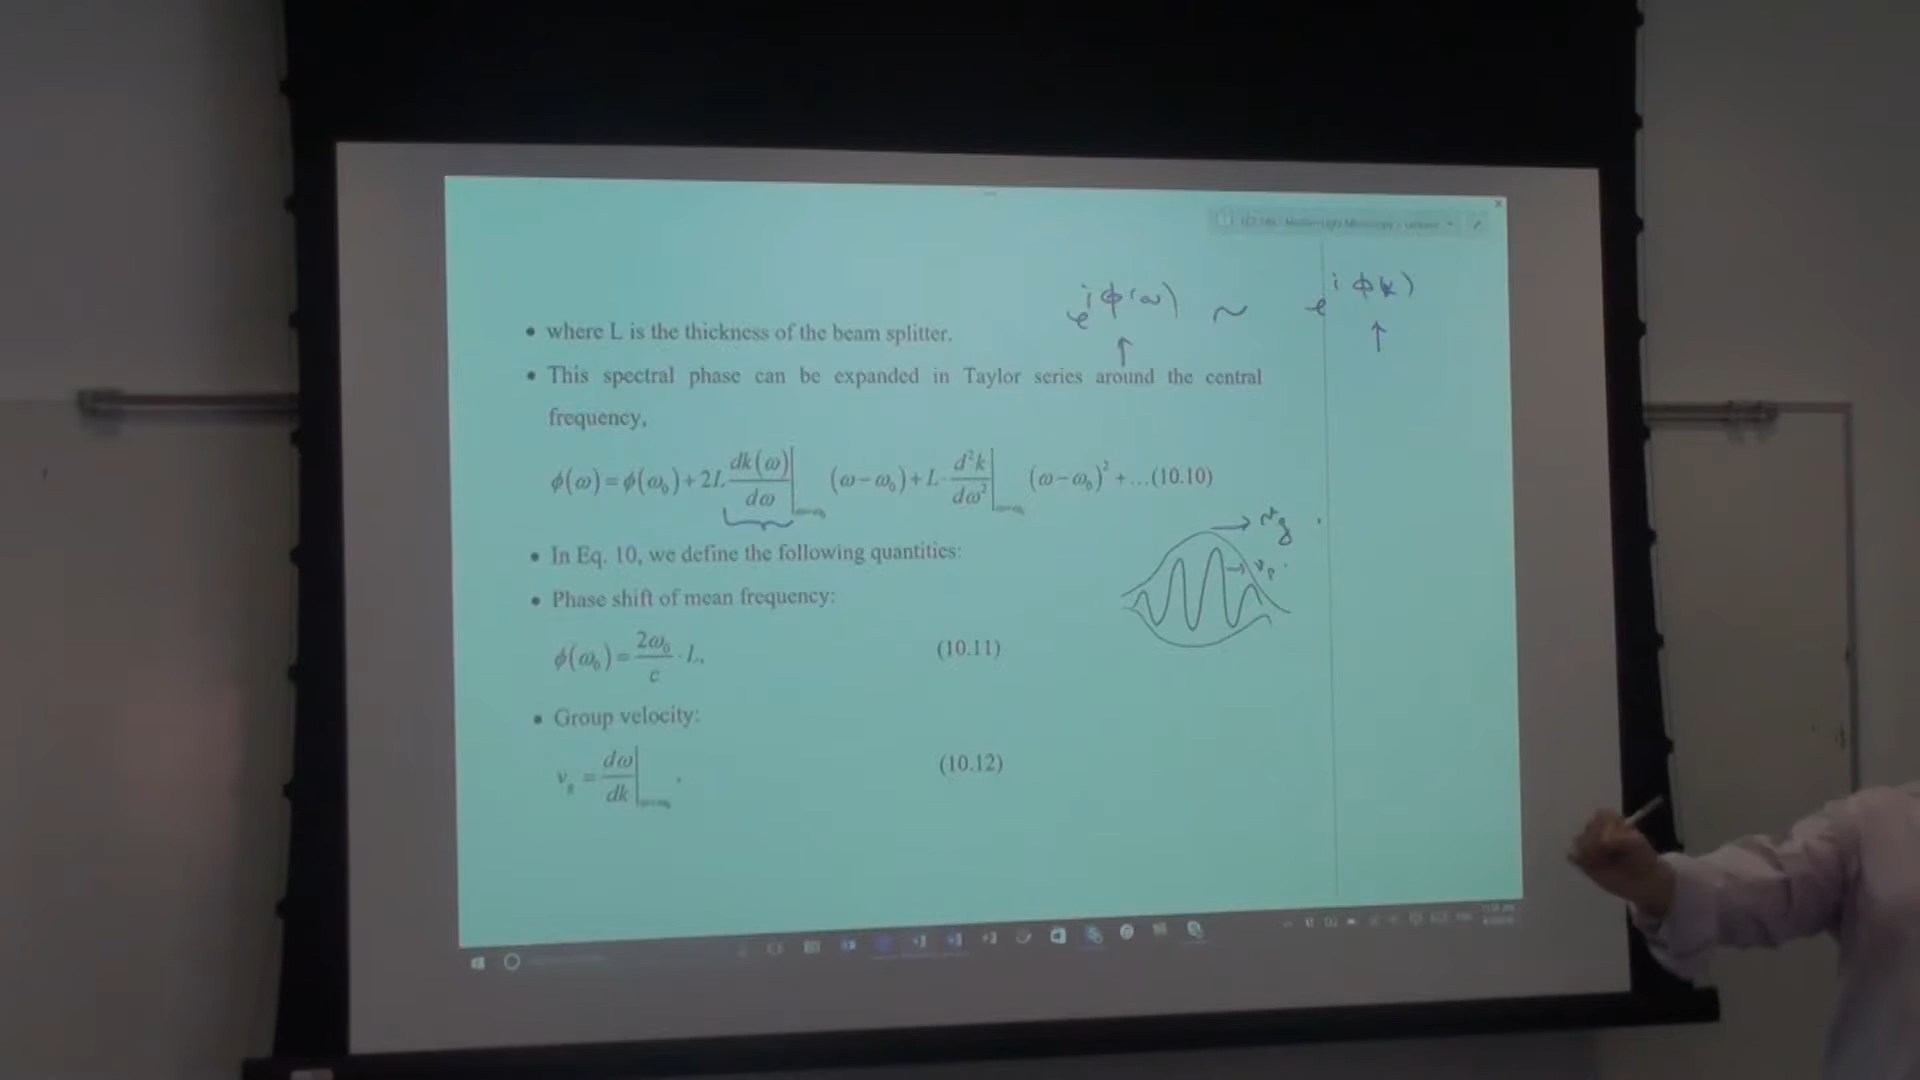 e^{iϕ(ω)} ~ e^{iϕ(k)}
↑ ↑
• where L is the thickness of the beam splitter.
• This spectral phase can be expanded in Taylor series around the central
frequency,
ϕ(ω)=ϕ(ω₀)+2L dk(ω)/dω| (ω−ω₀)+L·d²k/dω²| (ω−ω₀)²+...(10.10)
→ v_g
• In Eq. 10, we define the following quantities:
→ v_p
• Phase shift of mean frequency:
ϕ(ω₀)=2ω₀/c·L, (10.11)
• Group velocity:
v_g = dω/dk| . (10.12)